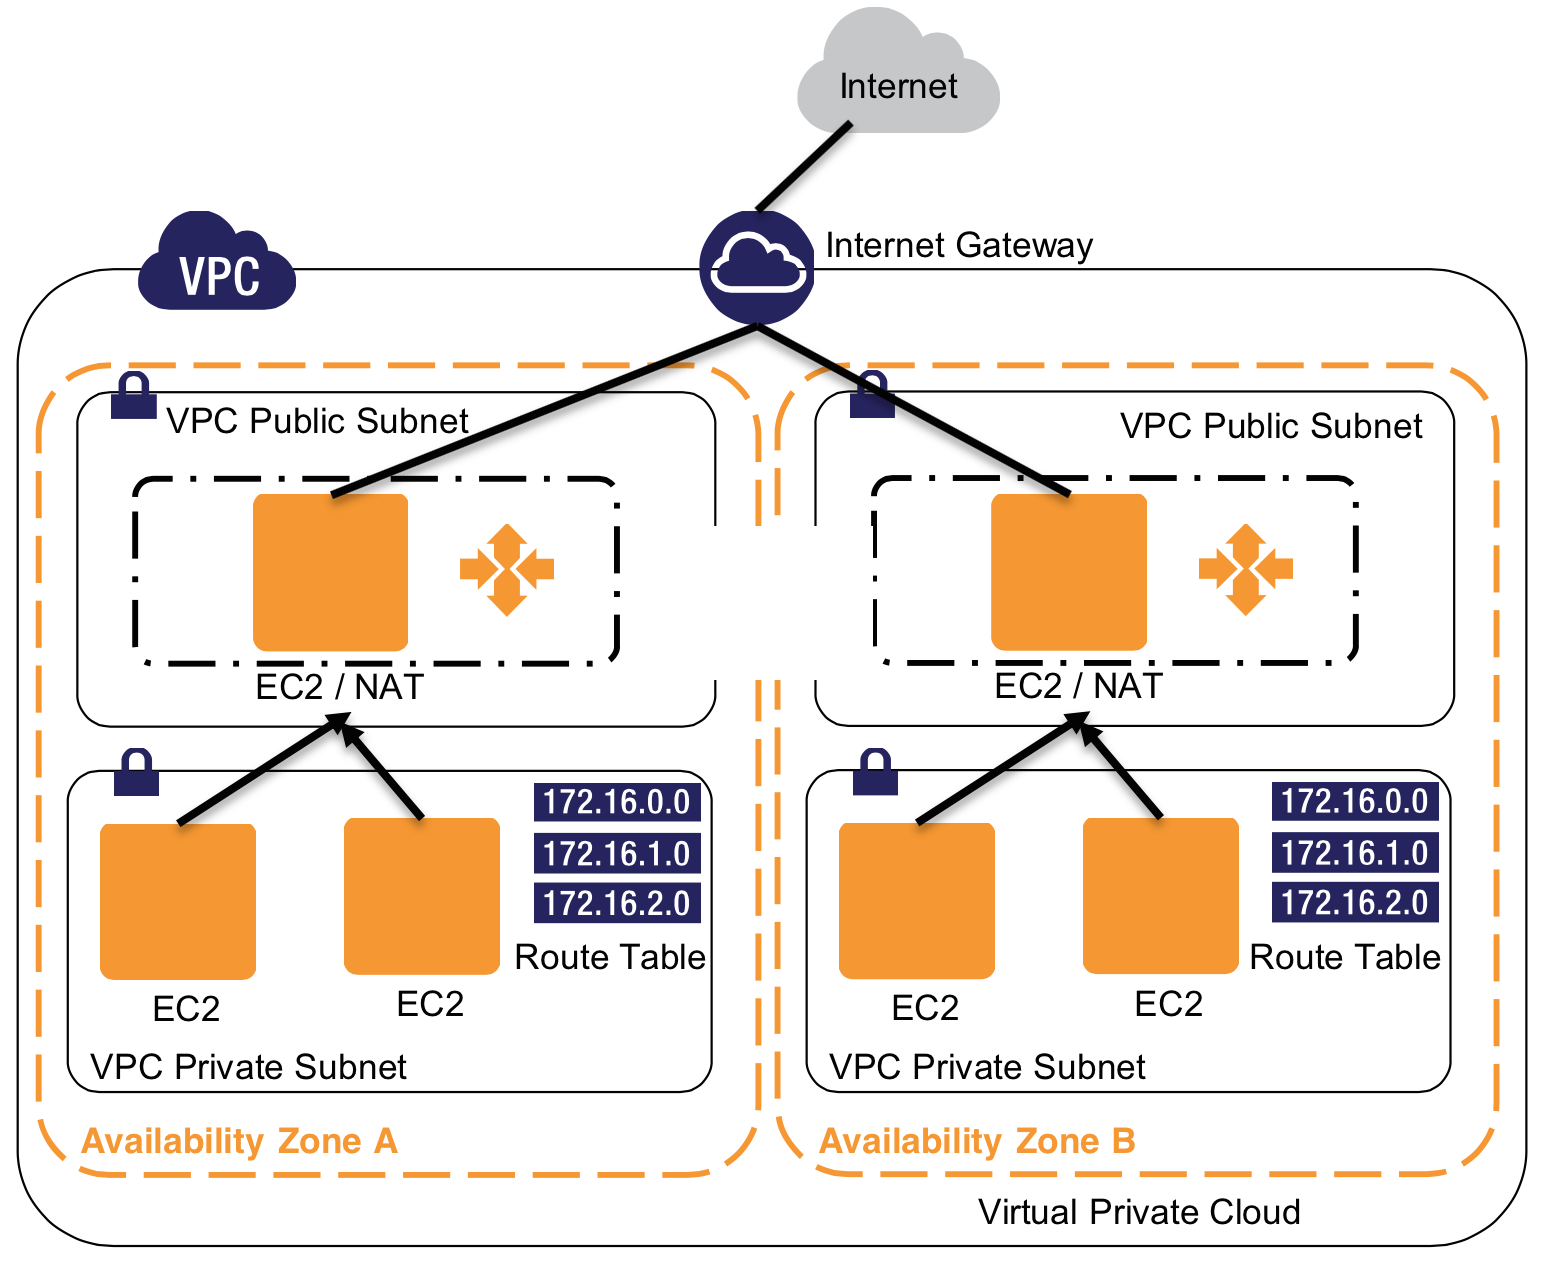 Internet
Internet Gateway
VPC
VPC Public Subnet
VPC Public Subnet
EC2 / NAT
EC2 / NAT
172.16.0.0
172.16.1.0
172.16.2.0
Route Table
EC2
EC2
VPC Private Subnet
172.16.0.0
172.16.1.0
172.16.2.0
Route Table
EC2
EC2
VPC Private Subnet
Availability Zone A
Availability Zone B
Virtual Private Cloud